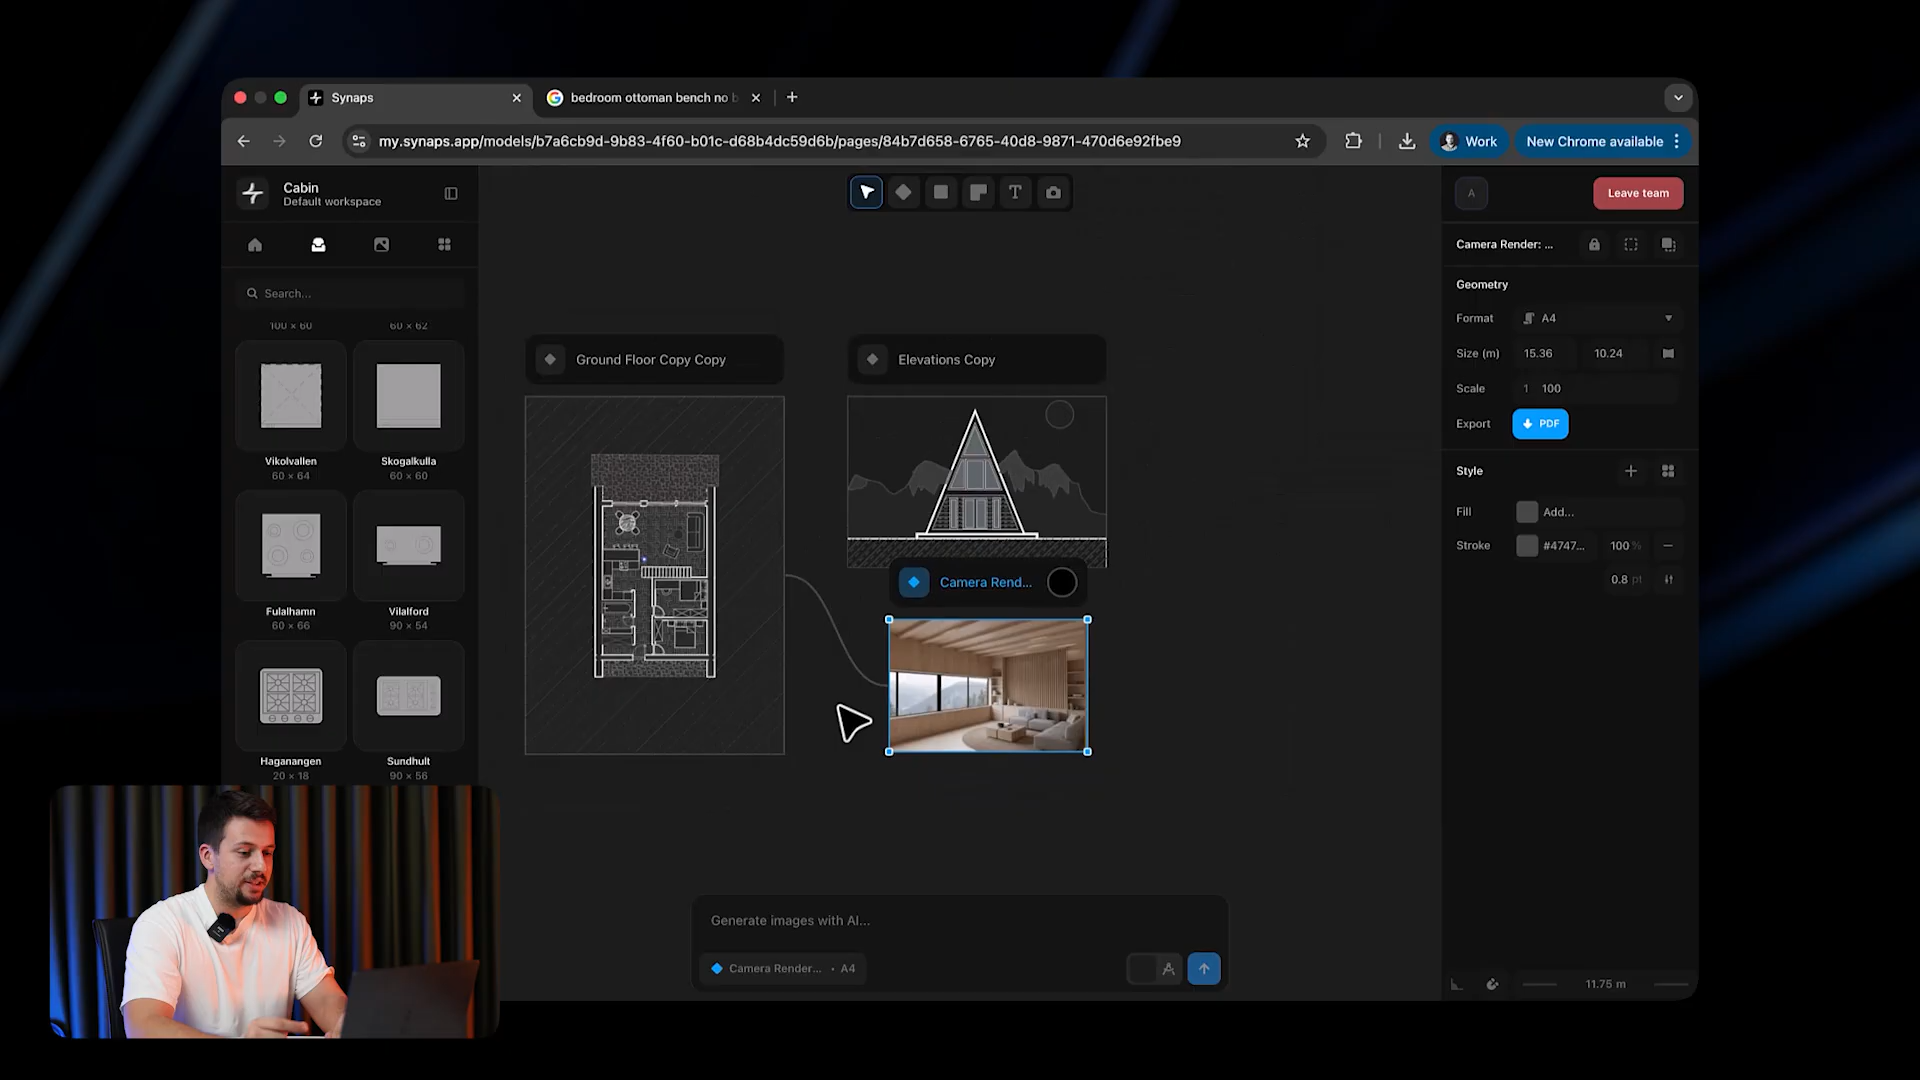 Synaps
bedroom ottoman bench no b
my.synaps.app/models/b7a6cb9d-9b83-4f60-b01c-d68b4dc59d6b/pages/84b7d658-6765-40d8-9871-470d6e92fbe9
Work
New Chrome available
Cabin
Default workspace
Search...
100 × 60
60 × 62
Vikolvallen
60 × 64
Skogalkulla
60 × 60
Fulalhamn
60 × 66
Vilalford
90 × 54
Haganangen
20 × 18
Sundhult
90 × 56
T
Ground Floor Copy Copy
Elevations Copy
Camera Rend...
Generate images with AI...
Camera Render... • A4
A
Leave team
Camera Render: ...
Geometry
Format A4
Size (m) 15.36 10.24
Scale 1 100
Export PDF
Style
Fill Add...
Stroke #4747... 100 %
0.8 pt
11.75 m